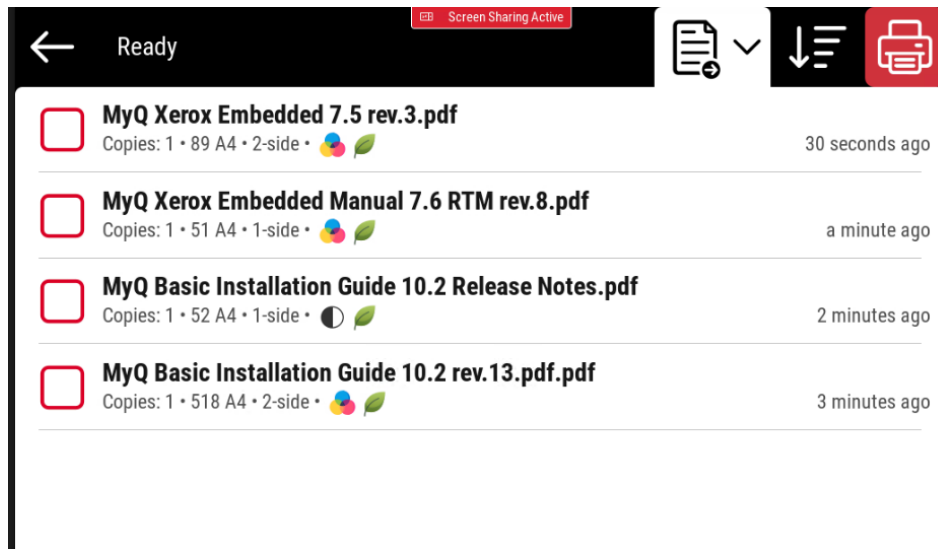 Screen Sharing Active
Ready
MyQ Xerox Embedded 7.5 rev.3.pdf
Copies: 1 • 89 A4 • 2-side •
30 seconds ago
MyQ Xerox Embedded Manual 7.6 RTM rev.8.pdf
Copies: 1 • 51 A4 • 1-side •
a minute ago
MyQ Basic Installation Guide 10.2 Release Notes.pdf
Copies: 1 • 52 A4 • 1-side •
2 minutes ago
MyQ Basic Installation Guide 10.2 rev.13.pdf.pdf
Copies: 1 • 518 A4 • 2-side •
3 minutes ago